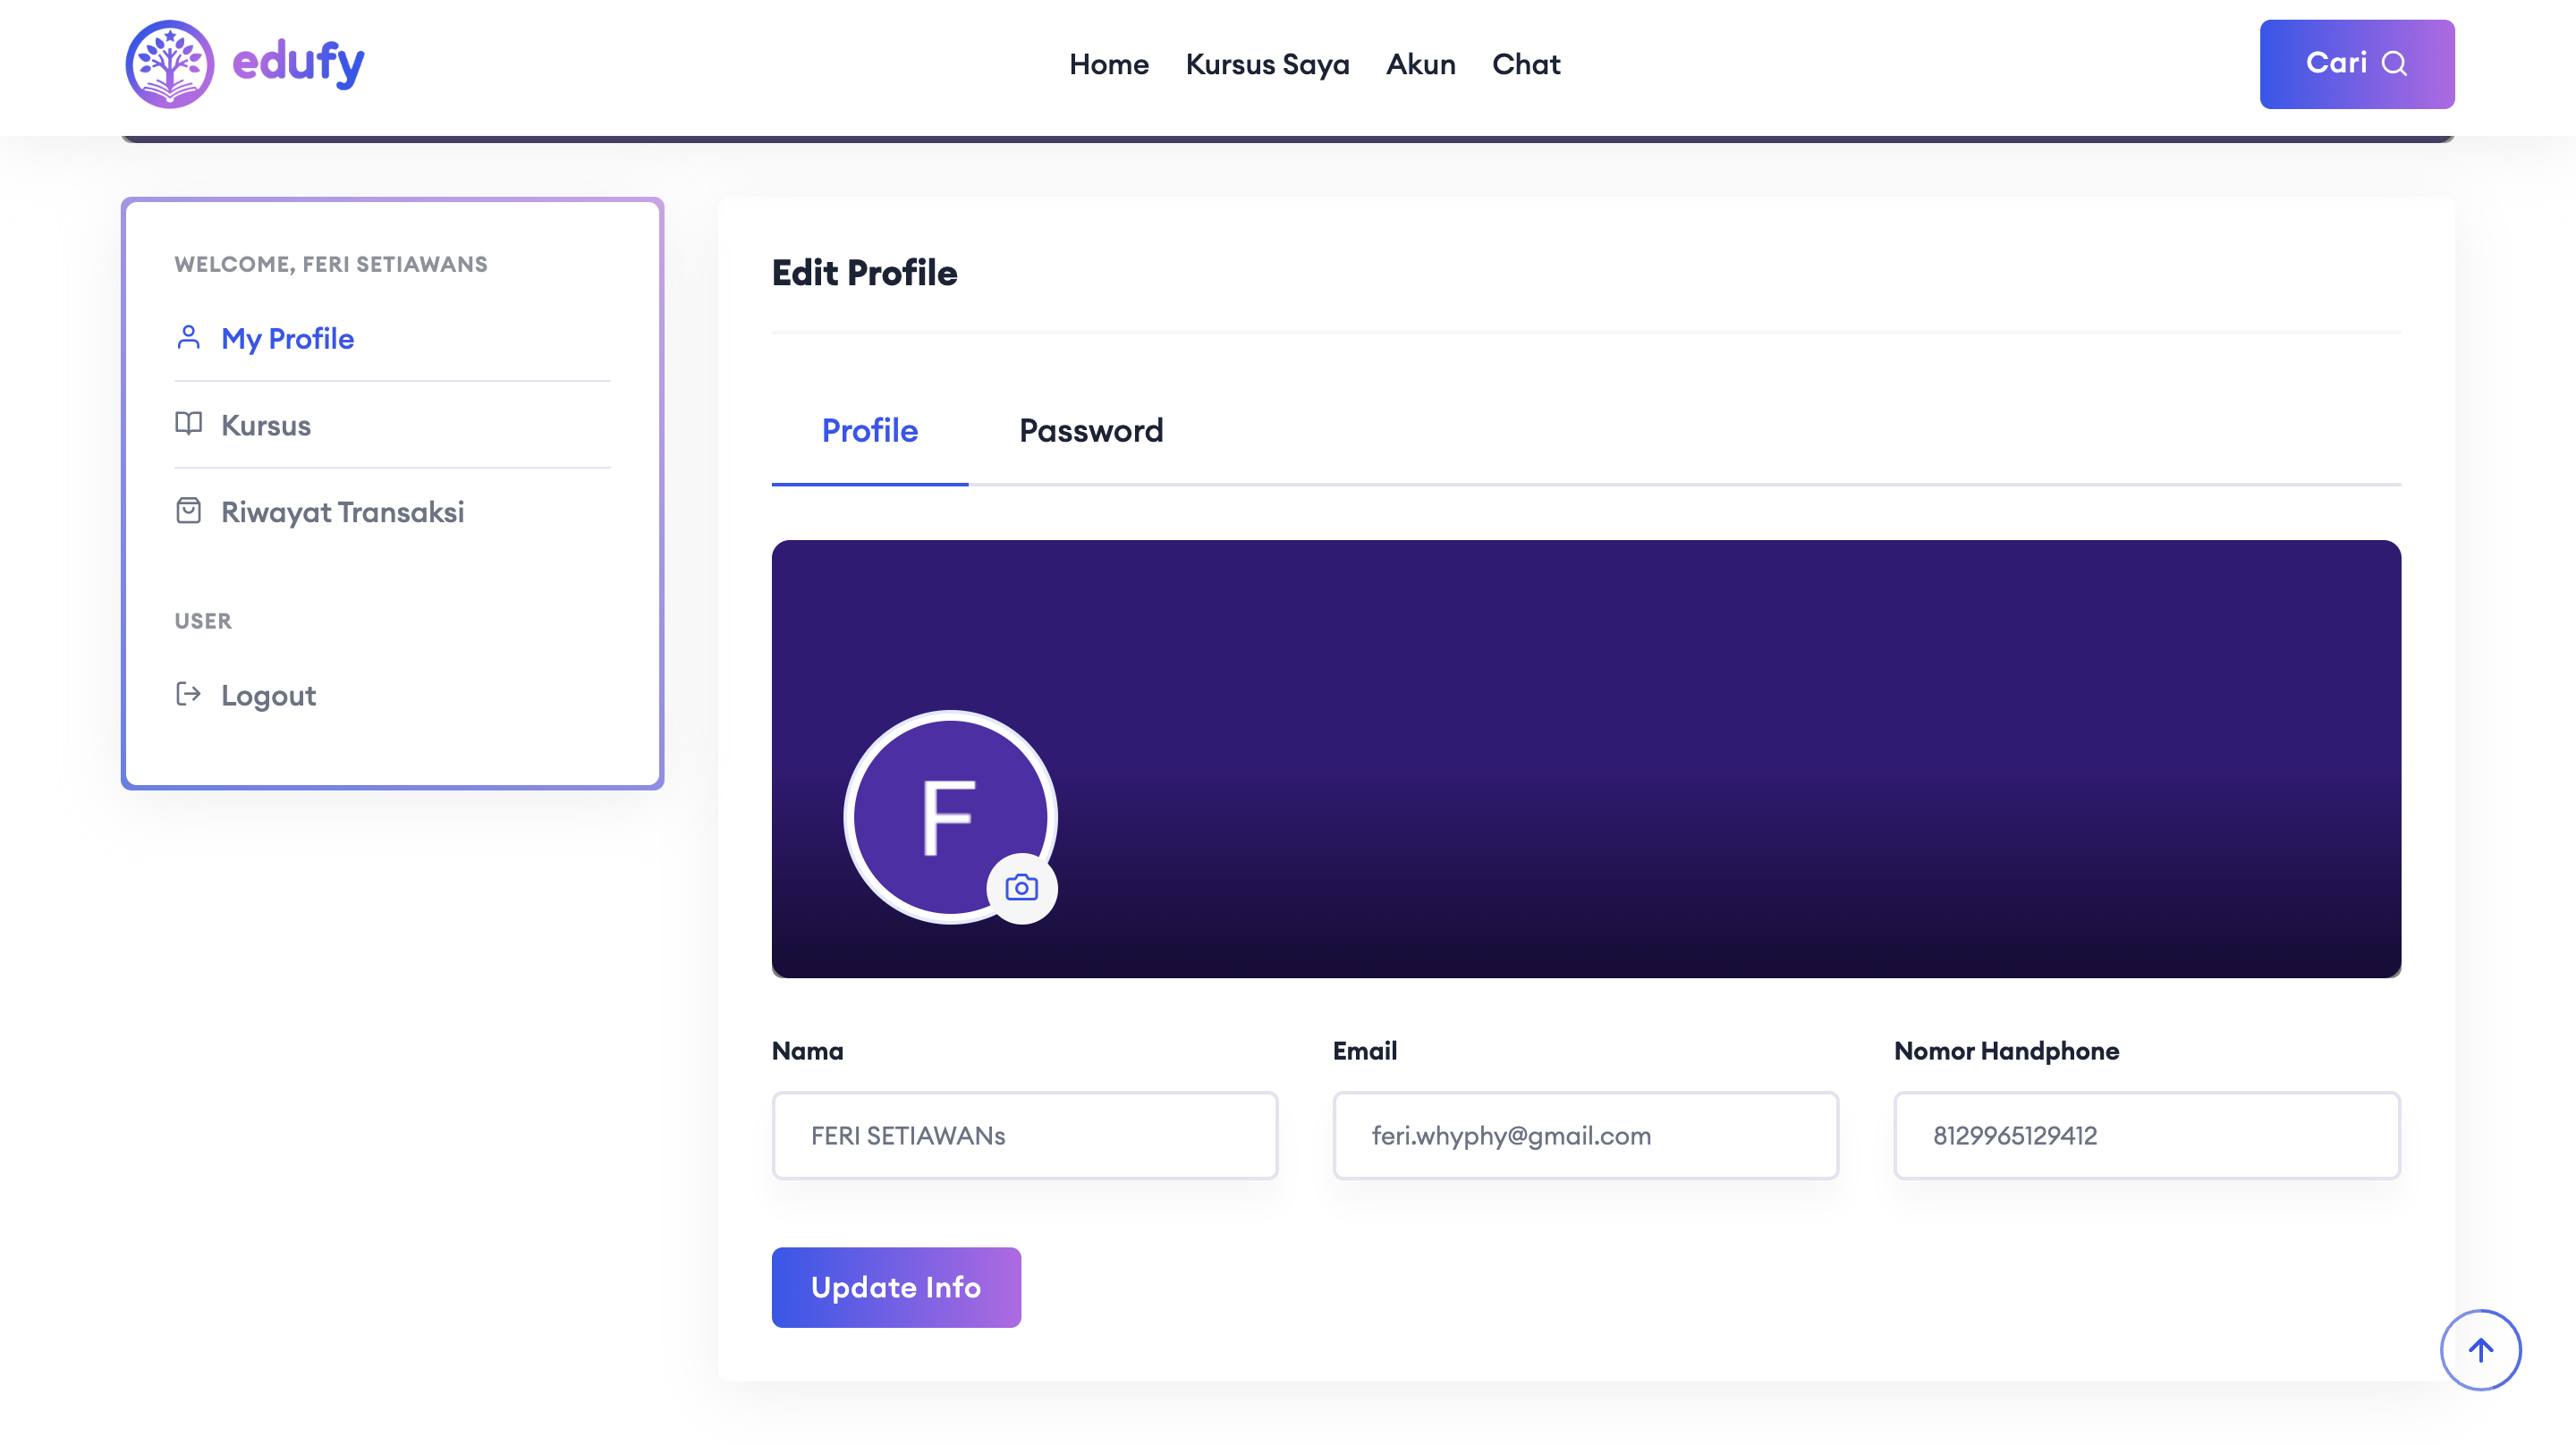 edufy
Home Kursus Saya Akun Chat
Cari
WELCOME, FERI SETIAWANS
My Profile
Kursus
Riwayat Transaksi
USER
Logout
Edit Profile
Profile Password
F
Nama Email Nomor Handphone
FERI SETIAWANs feri.whyphy@gmail.com 8129965129412
Update Info